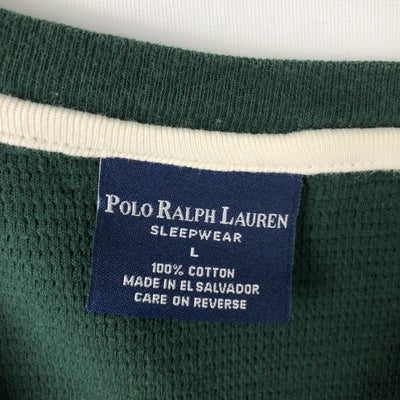 POLO RALPH LAUREN
SLEEPWEAR
L
100% COTTON
MADE IN EL SALVADOR
CARE ON REVERSE